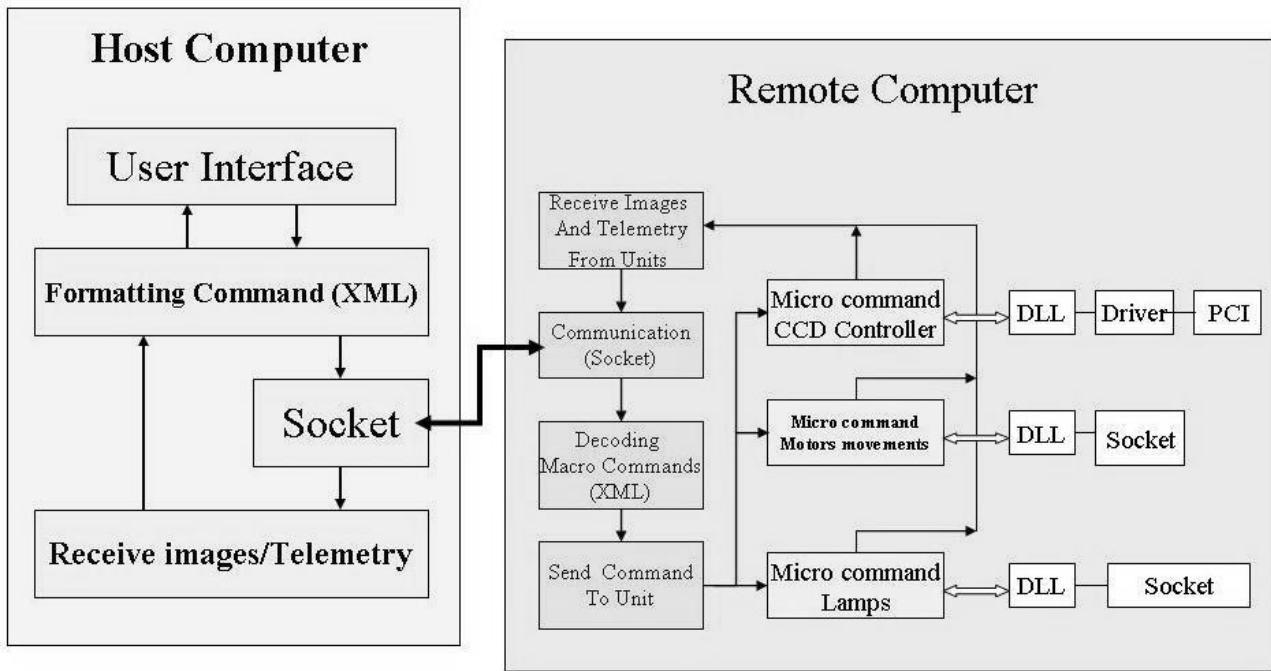 Host Computer
User Interface
Formatting Command (XML)
Socket
Receive images/Telemetry
Remote Computer
Receive Images
And Telemetry
From Units
Communication
(Socket)
Decoding
Macro Commands
(XML)
Send Command
To Unit
Micro command
CCD Controller
DLL
Driver
PCI
Micro command
Motors movements
DLL
Socket
Micro command
Lamps
DLL
Socket